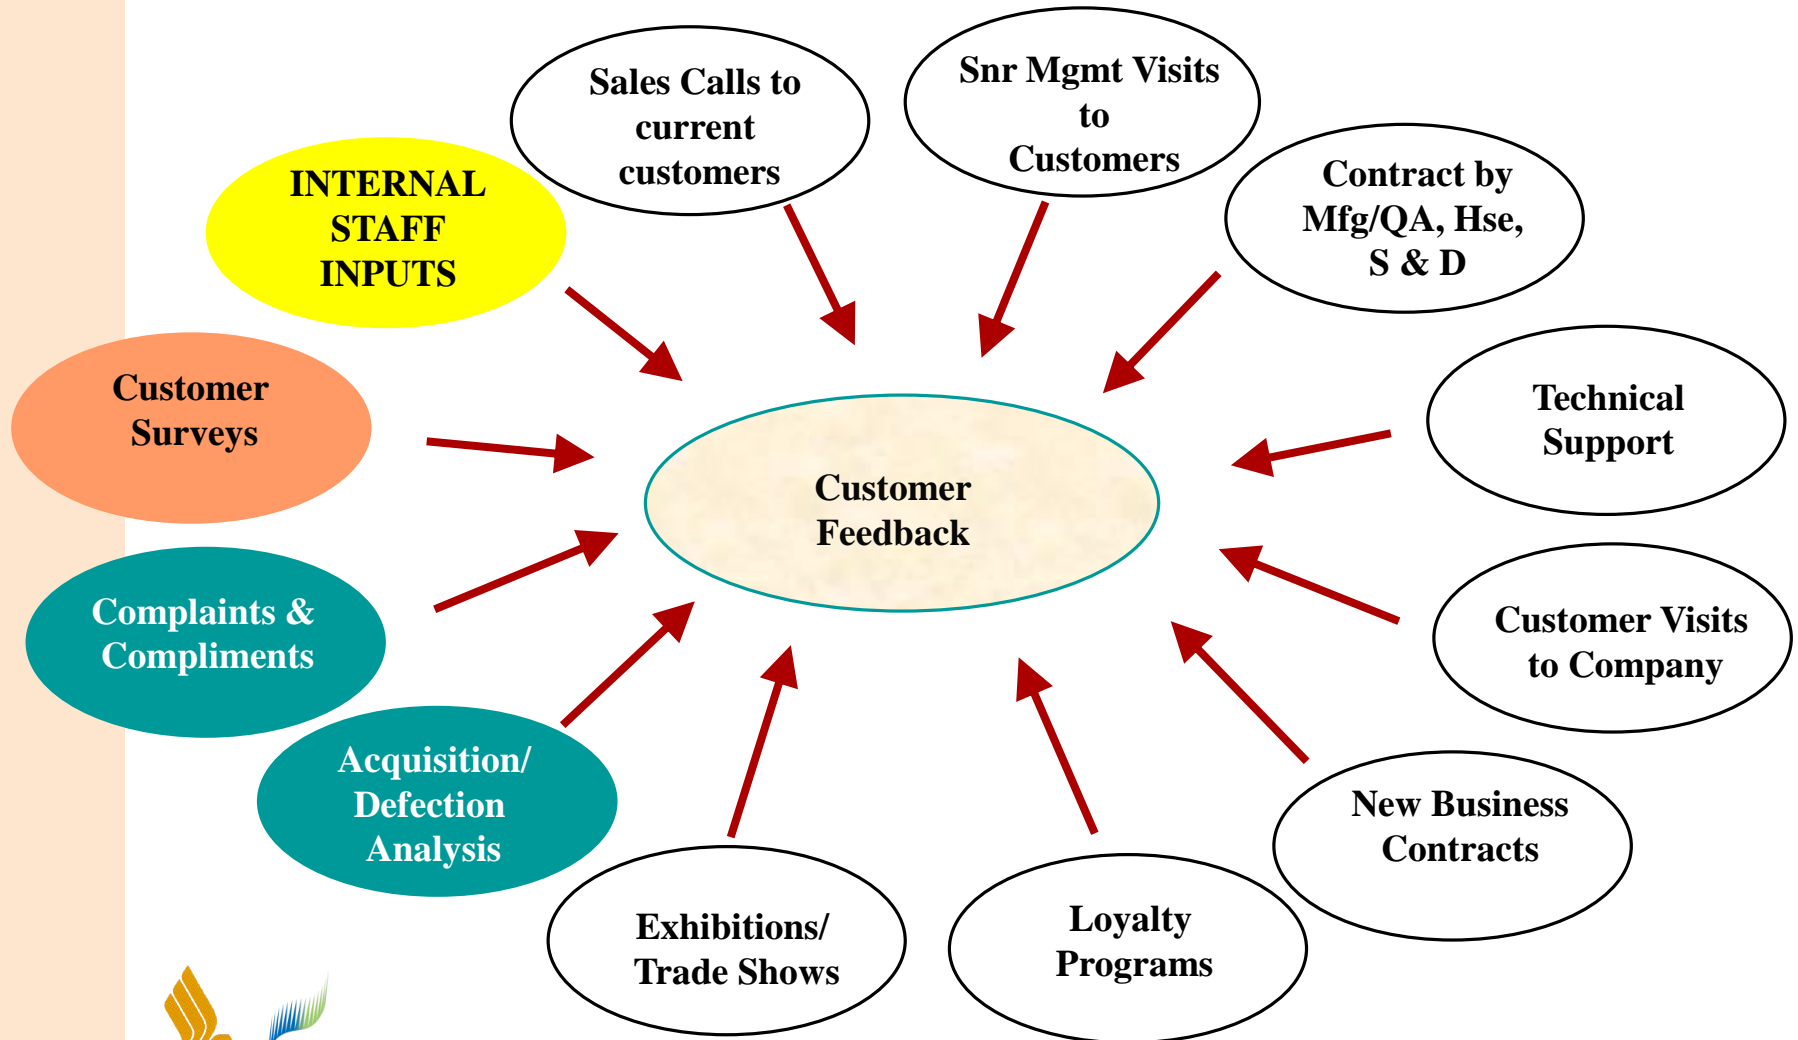 Sales Calls to
current
customers
Snr Mgmt Visits
to
Customers
Contract by
Mfg/QA, Hse,
S & D
INTERNAL
STAFF
INPUTS
Customer
Surveys
Technical
Support
Customer
Feedback
Complaints &
Compliments
Customer Visits
to Company
Acquisition/
Defection
Analysis
New Business
Contracts
Exhibitions/
Trade Shows
Loyalty
Programs